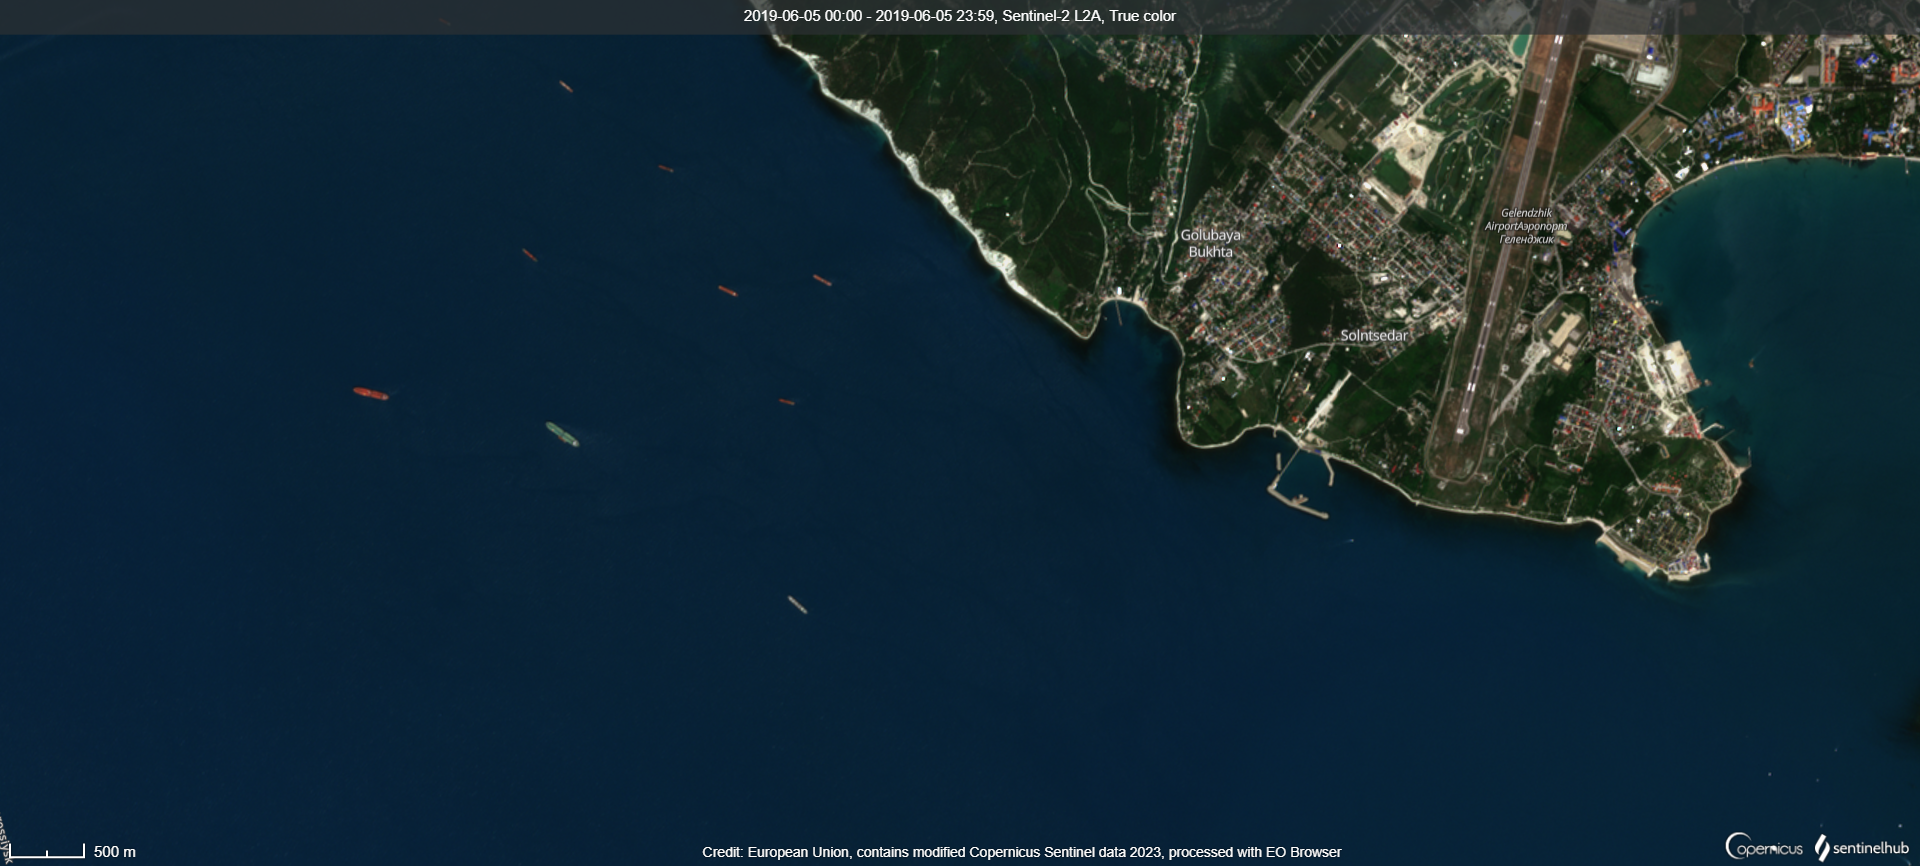 2019-06-05 00:00 - 2019-06-05 23:59, Sentinel-2 L2A, True color
Gelendzhik
AirportАэропорт
Геленджик
Golubaya
Bukhta
Solntsedar
500 m
Credit: European Union, contains modified Copernicus Sentinel data 2023, processed with EO Browser
Copernicus
sentinelhub